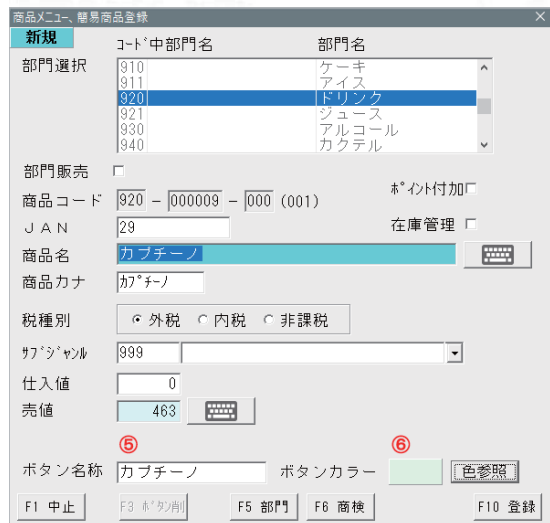 商品メニュー、簡易商品登録
新規
コード 中部門名 部門名
部門選択
910 ケーキ
911 アイス
920 ドリンク
921 ジュース
930 アルコール
940 カクテル
部門販売
ポイント付加
商品コード 920 - 000009 - 000 (001)
JAN 29 在庫管理
商品名 カプチーノ
商品カナ カプチーノ
税種別 外税 内税 非課税
サブジャンル 999
仕入値 0
売値 463
⑤ ⑥
ボタン名称 カプチーノ ボタンカラー 色参照
F1 中止 F3 ボタン削 F5 部門 F6 商検 F10 登録